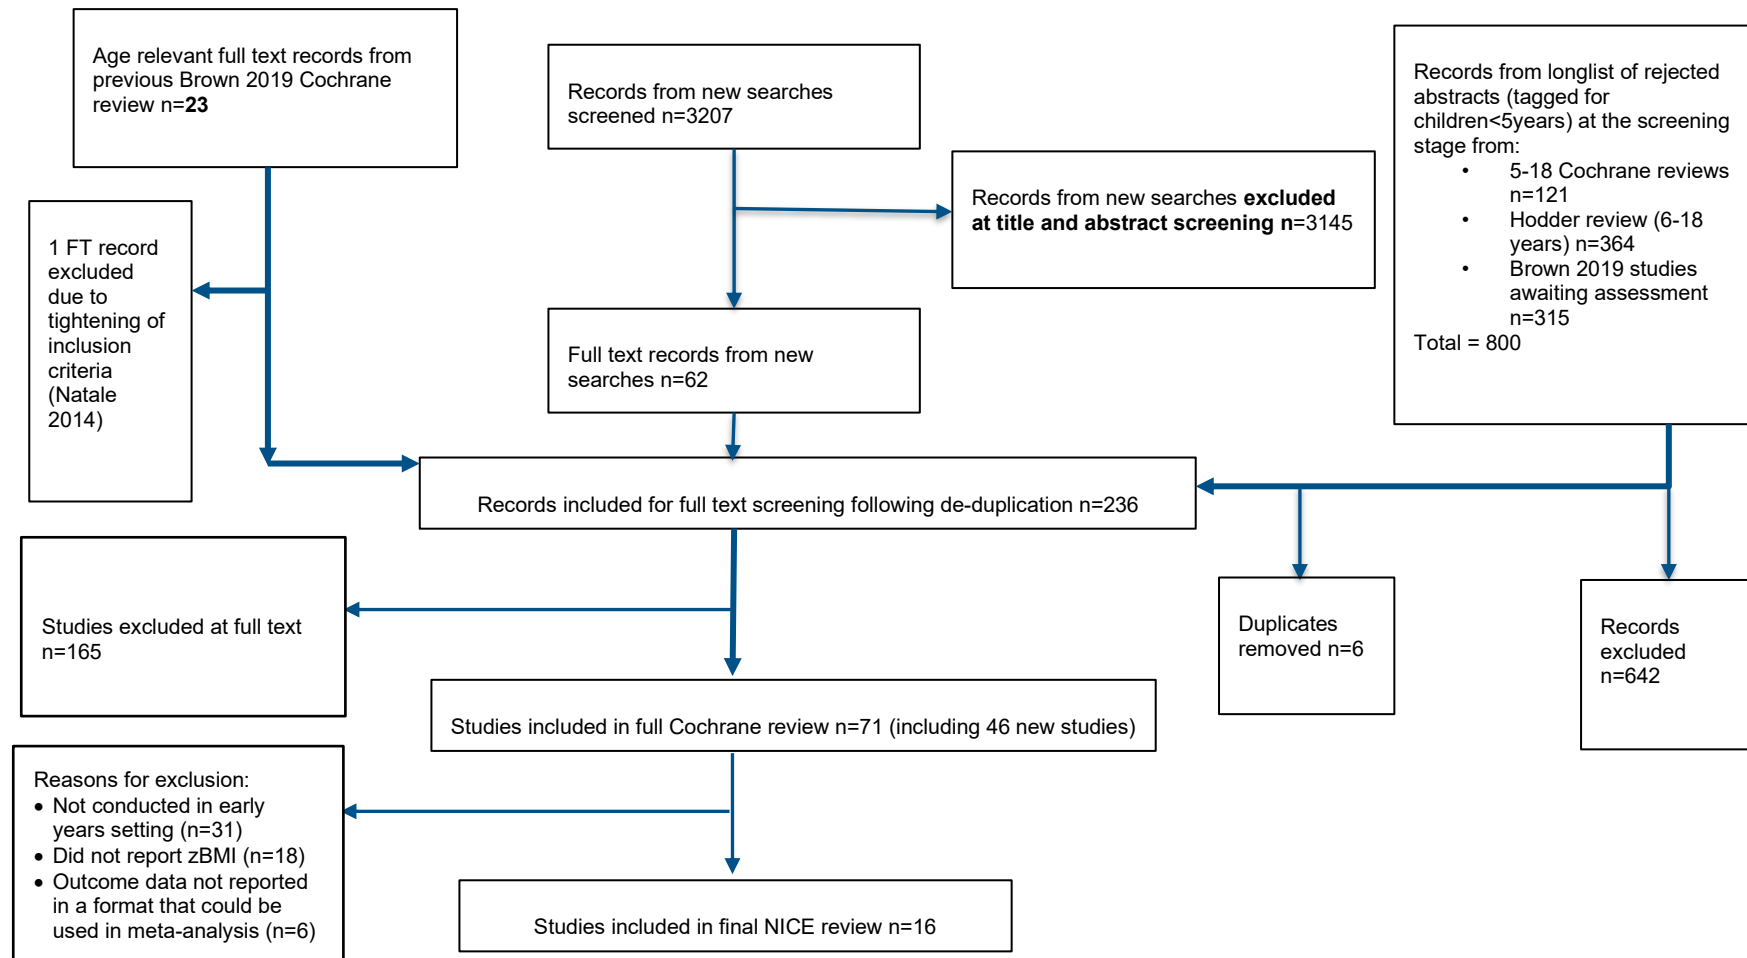 Age relevant full text records from
previous Brown 2019 Cochrane
review n=23
Records from new searches
screened n=3207
Records from longlist of rejected
abstracts (tagged for
children<5years) at the screening
stage from:
• 5-18 Cochrane reviews
n=121
• Hodder review (6-18
years) n=364
• Brown 2019 studies
awaiting assessment
n=315
Total = 800
Records from new searches excluded
at title and abstract screening n=3145
1 FT record
excluded
due to
tightening of
inclusion
criteria
(Natale
2014)
Full text records from new
searches n=62
Records included for full text screening following de-duplication n=236
Studies excluded at full text
n=165
Duplicates
removed n=6
Records
excluded
n=642
Studies included in full Cochrane review n=71 (including 46 new studies)
Reasons for exclusion:
• Not conducted in early
years setting (n=31)
• Did not report zBMI (n=18)
• Outcome data not reported
in a format that could be
used in meta-analysis (n=6)
Studies included in final NICE review n=16